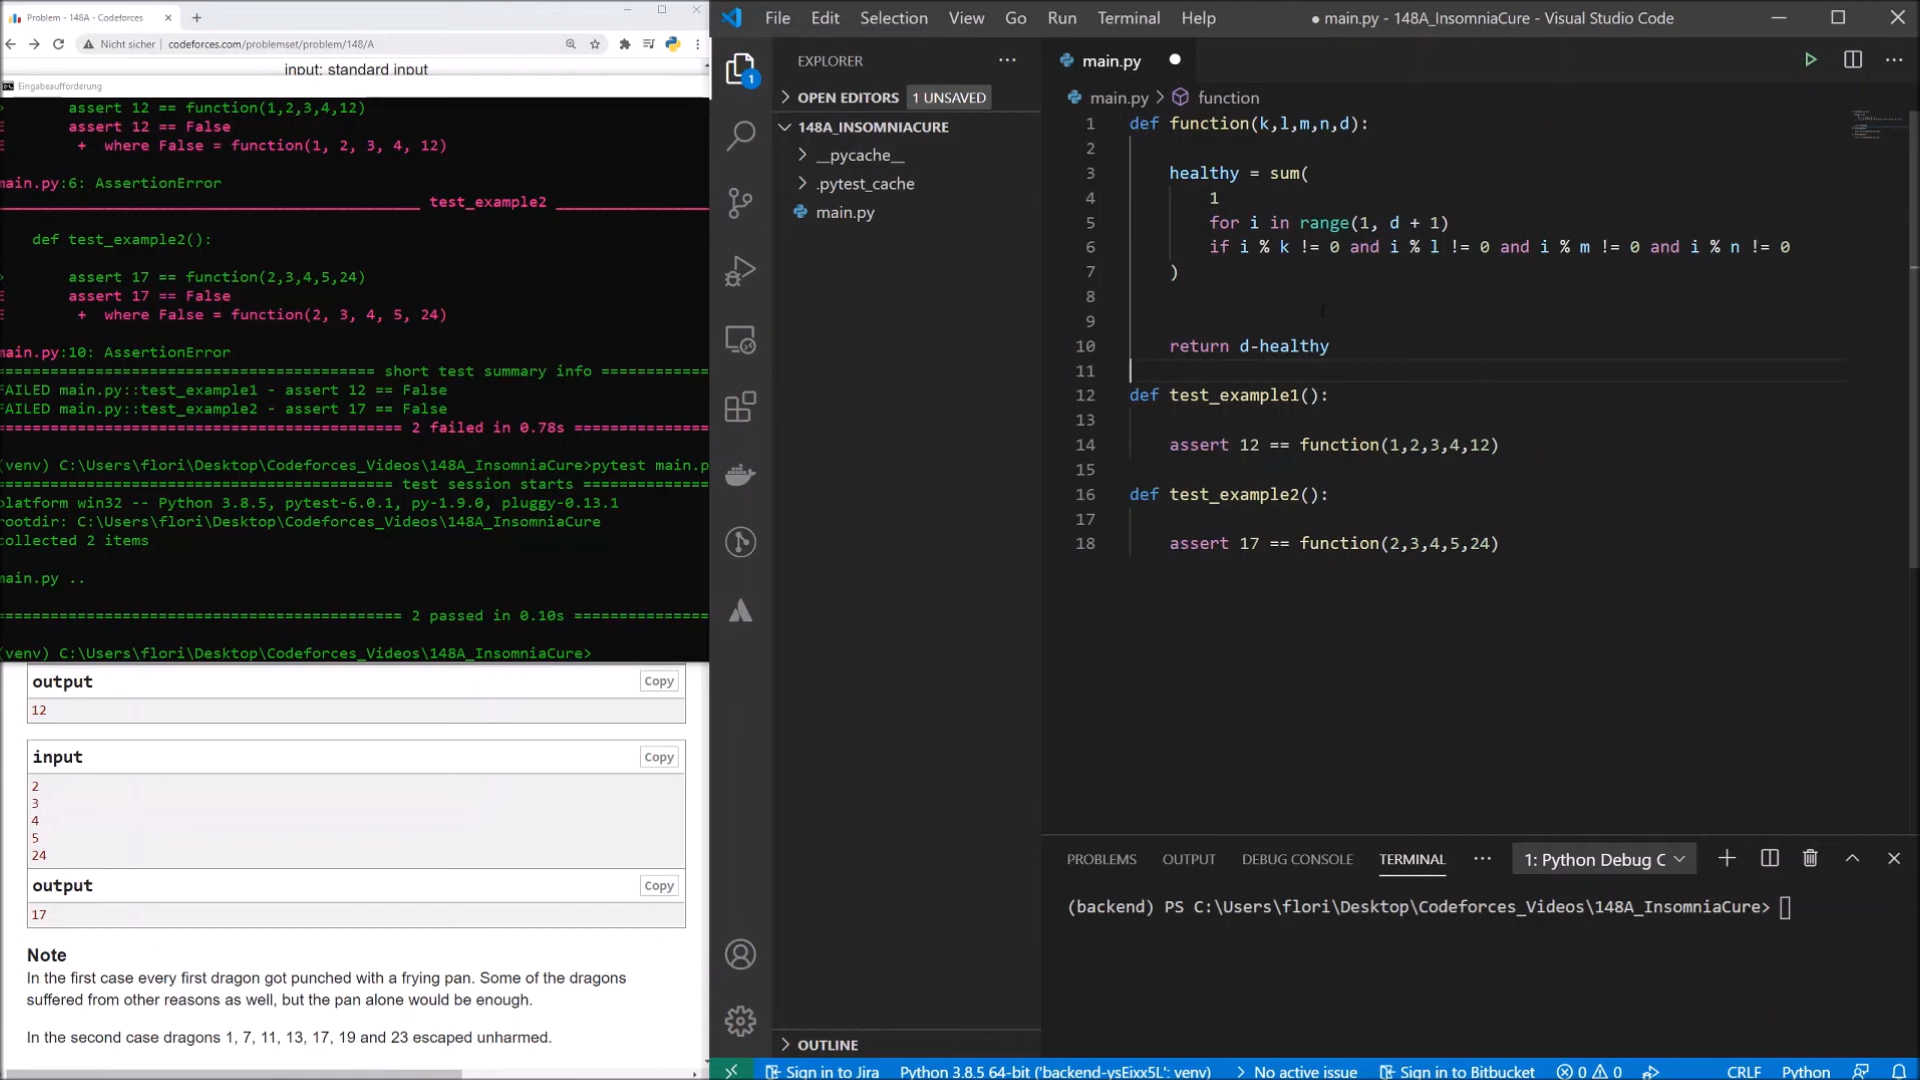 Problem - 148A - Codeforces
Nicht sicher codeforces.com/problemset/problem/148/A
input: standard input
Eingabeaufforderung
assert 12 == function(1,2,3,4,12)
assert 12 == False
+ where False = function(1, 2, 3, 4, 12)
main.py:6: AssertionError
test_example2
def test_example2():
assert 17 == function(2,3,4,5,24)
assert 17 == False
+ where False = function(2, 3, 4, 5, 24)
main.py:10: AssertionError
short test summary info
FAILED main.py::test_example1 - assert 12 == False
FAILED main.py::test_example2 - assert 17 == False
2 failed in 0.78s
(venv) C:\Users\flori\Desktop\Codeforces_Videos\148A_InsomniaCure>pytest main.p
test session starts
platform win32 -- Python 3.8.5, pytest-6.0.1, py-1.9.0, pluggy-0.13.1
rootdir: C:\Users\flori\Desktop\Codeforces_Videos\148A_InsomniaCure
collected 2 items
main.py ..
2 passed in 0.10s
(venv) C:\Users\flori\Desktop\Codeforces_Videos\148A_InsomniaCure>
output Copy
12
input Copy
2
3
4
5
24
output Copy
17
Note
In the first case every first dragon got punched with a frying pan. Some of the dragons
suffered from other reasons as well, but the pan alone would be enough.
In the second case dragons 1, 7, 11, 13, 17, 19 and 23 escaped unharmed.
File Edit Selection View Go Run Terminal Help ● main.py - 148A_InsomniaCure - Visual Studio Code
1
EXPLORER
OPEN EDITORS 1 UNSAVED
148A_INSOMNIACURE
__pycache__
.pytest_cache
main.py
OUTLINE
main.py
main.py > function
1 def function(k,l,m,n,d):
2
3 healthy = sum(
4 1
5 for i in range(1, d + 1)
6 if i % k != 0 and i % l != 0 and i % m != 0 and i % n != 0
7 )
8
9
10 return d-healthy
11
12 def test_example1():
13
14 assert 12 == function(1,2,3,4,12)
15
16 def test_example2():
17
18 assert 17 == function(2,3,4,5,24)
PROBLEMS OUTPUT DEBUG CONSOLE TERMINAL 1: Python Debug C
(backend) PS C:\Users\flori\Desktop\Codeforces_Videos\148A_InsomniaCure>
Sign in to Jira Python 3.8.5 64-bit ('backend-ysEixx5L': venv) No active issue Sign in to Bitbucket 0 0 CRLF Python